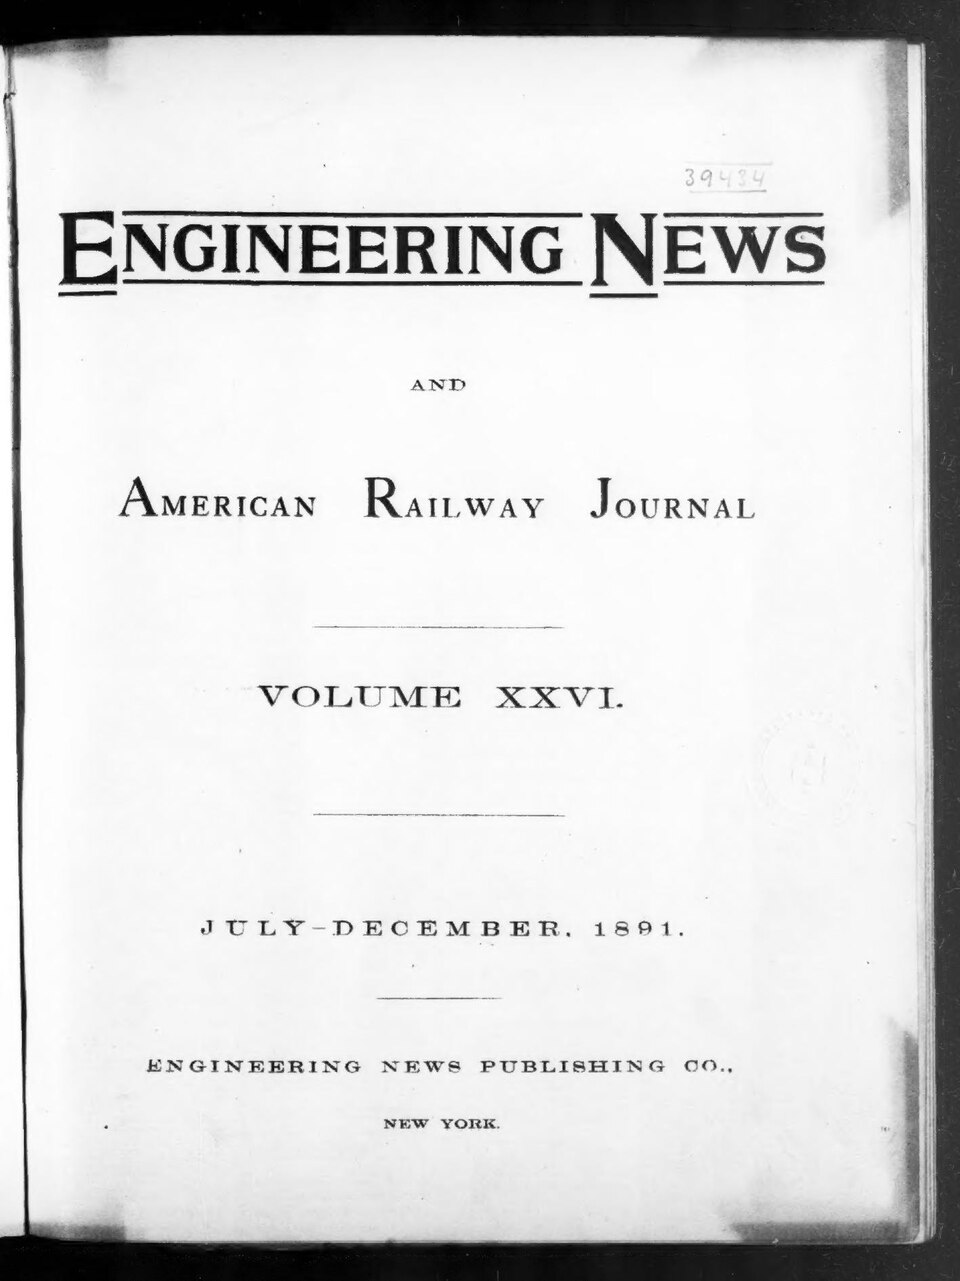 39434
ENGINEERING NEWS
AND
AMERICAN RAILWAY JOURNAL
VOLUME XXVI.
JULY-DECEMBER, 1891.
ENGINEERING NEWS PUBLISHING CO.,
NEW YORK.